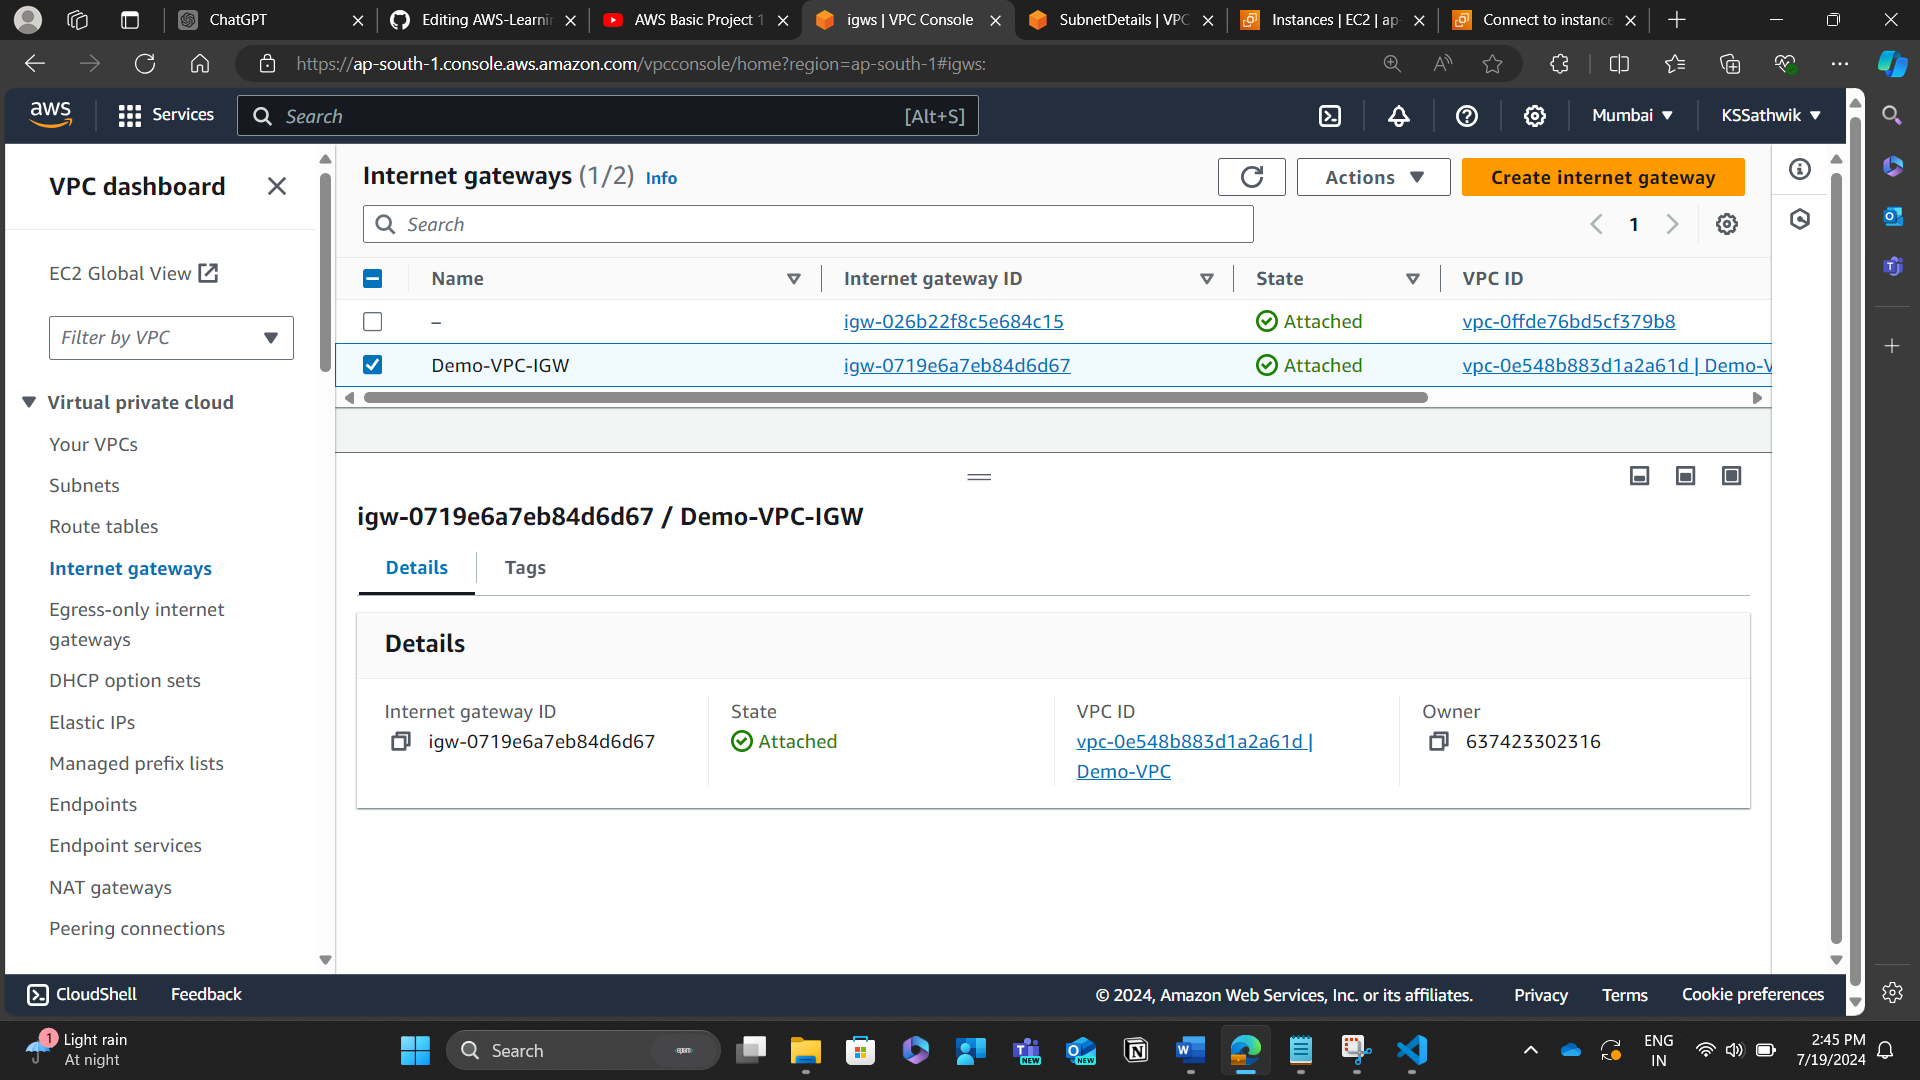 ChatGPT
Editing AWS-Learnin
AWS Basic Project 1
igws | VPC Console
SubnetDetails | VPC
Instances | EC2 | ap-
Connect to instance
https://ap-south-1.console.aws.amazon.com/vpcconsole/home?region=ap-south-1#igws:
aws
Services
Search
[Alt+S]
Mumbai
KSSathwik
VPC dashboard
EC2 Global View
Filter by VPC
Virtual private cloud
Your VPCs
Subnets
Route tables
Internet gateways
Egress-only internet
gateways
DHCP option sets
Elastic IPs
Managed prefix lists
Endpoints
Endpoint services
NAT gateways
Peering connections
Internet gateways (1/2) Info
Actions
Create internet gateway
Search
1
Name Internet gateway ID State VPC ID
– igw-026b22f8c5e684c15 Attached vpc-0ffde76bd5cf379b8
Demo-VPC-IGW igw-0719e6a7eb84d6d67 Attached vpc-0e548b883d1a2a61d | Demo-V
igw-0719e6a7eb84d6d67 / Demo-VPC-IGW
Details Tags
Details
Internet gateway ID
igw-0719e6a7eb84d6d67
State
Attached
VPC ID
vpc-0e548b883d1a2a61d |
Demo-VPC
Owner
637423302316
CloudShell Feedback
© 2024, Amazon Web Services, Inc. or its affiliates. Privacy Terms Cookie preferences
1
Light rain
At night
Search
NEW
NEW
ENG
IN
2:45 PM
7/19/2024